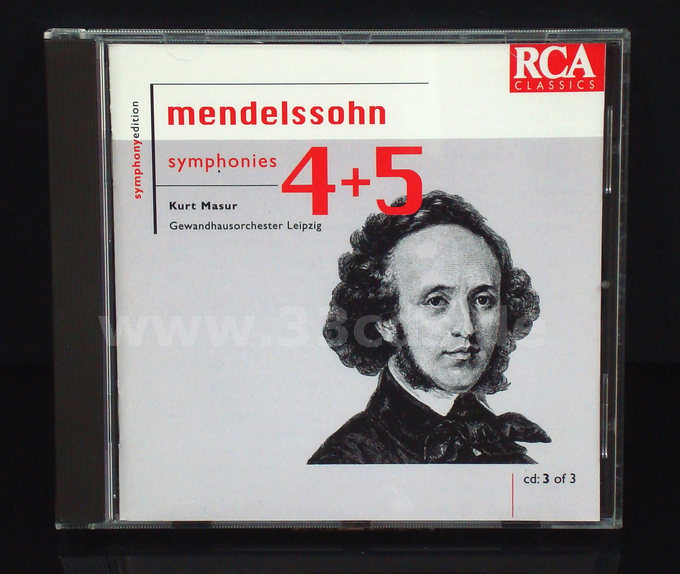 RCA
CLASSICS
symphonyedition
mendelssohn
symphonies
4+5
Kurt Masur
Gewandhausorchester Leipzig
cd: 3 of 3